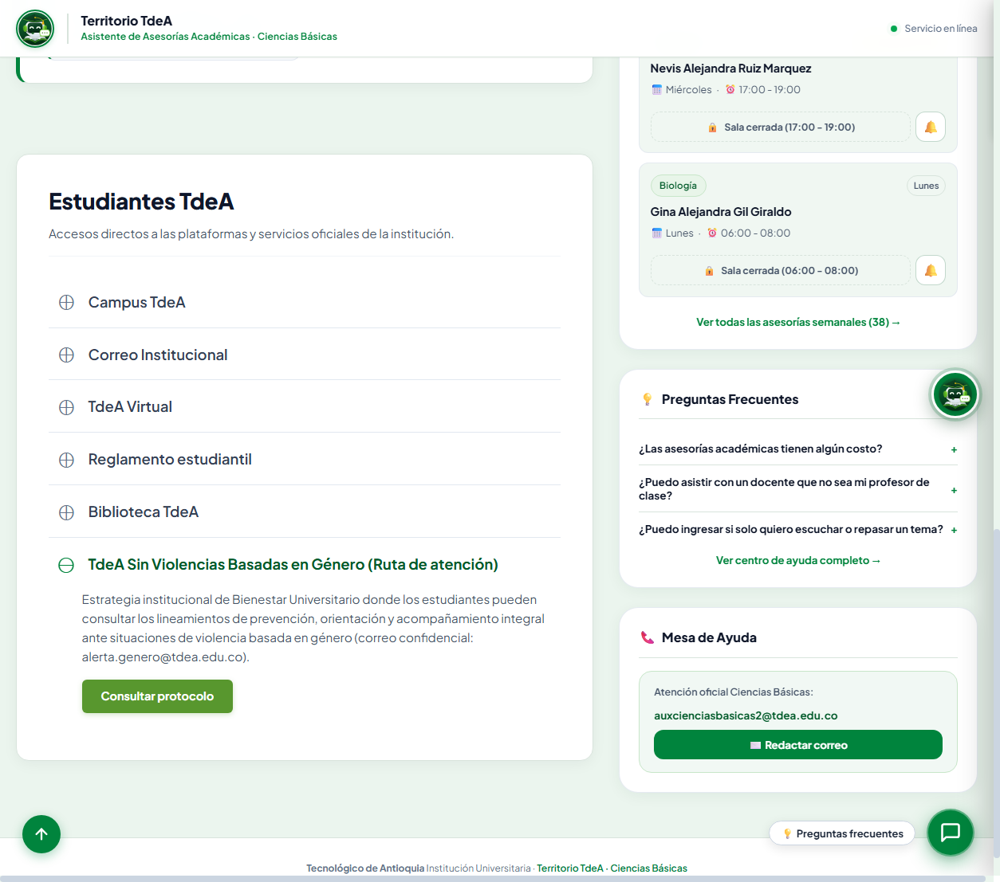 Territorio TdeA
Asistente de Asesorías Académicas · Ciencias Básicas
Servicio en línea
Estudiantes TdeA
Accesos directos a las plataformas y servicios oficiales de la institución.
Campus TdeA
Correo Institucional
TdeA Virtual
Reglamento estudiantil
Biblioteca TdeA
TdeA Sin Violencias Basadas en Género (Ruta de atención)
Estrategia institucional de Bienestar Universitario donde los estudiantes pueden
consultar los lineamientos de prevención, orientación y acompañamiento integral
ante situaciones de violencia basada en género (correo confidencial:
alerta.genero@tdea.edu.co).
Consultar protocolo
Nevis Alejandra Ruiz Marquez
Miércoles · 17:00 - 19:00
Sala cerrada (17:00 - 19:00)
Biología
Lunes
Gina Alejandra Gil Giraldo
Lunes · 06:00 - 08:00
Sala cerrada (06:00 - 08:00)
Ver todas las asesorías semanales (38) →
Preguntas Frecuentes
¿Las asesorías académicas tienen algún costo? +
¿Puedo asistir con un docente que no sea mi profesor de
clase? +
¿Puedo ingresar si solo quiero escuchar o repasar un tema? +
Ver centro de ayuda completo →
Mesa de Ayuda
Atención oficial Ciencias Básicas:
auxcienciasbasicas2@tdea.edu.co
Redactar correo
Preguntas frecuentes
Tecnológico de Antioquia Institución Universitaria · Territorio TdeA · Ciencias Básicas